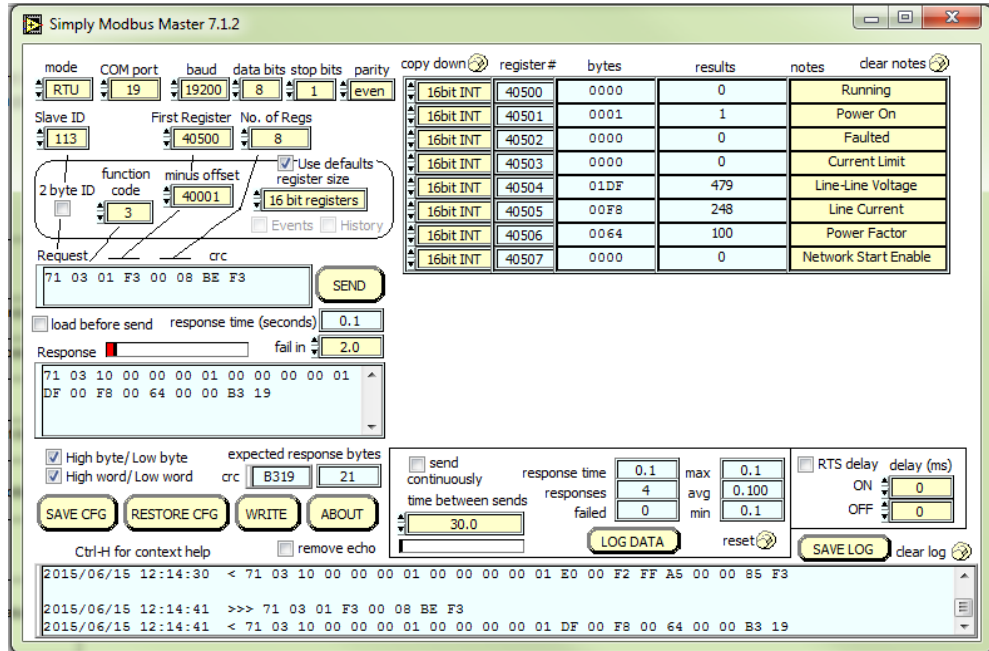 Simply Modbus Master 7.1.2
mode COM port baud data bits stop bits parity
RTU 19 19200 8 1 even
Slave ID First Register No. of Regs
113 40500 8
Use defaults
2 byte ID function code minus offset register size
3 40001 16 bit registers
Events History
Request crc
71 03 01 F3 00 08 BE F3
SEND
load before send response time (seconds) 0.1
Response fail in 2.0
71 03 10 00 00 00 01 00 00 00 00 01
DF 00 F8 00 64 00 00 B3 19
High byte/Low byte expected response bytes
High word/Low word crc B319 21
SAVE CFG RESTORE CFG WRITE ABOUT
Ctrl-H for context help remove echo
copy down register# bytes results notes clear notes
16bit INT 40500 0000 0 Running
16bit INT 40501 0001 1 Power On
16bit INT 40502 0000 0 Faulted
16bit INT 40503 0000 0 Current Limit
16bit INT 40504 01DF 479 Line-Line Voltage
16bit INT 40505 00F8 248 Line Current
16bit INT 40506 0064 100 Power Factor
16bit INT 40507 0000 0 Network Start Enable
send continuously
time between sends
30.0
response time 0.1 max 0.1
responses 4 avg 0.100
failed 0 min 0.1
LOG DATA reset
RTS delay delay (ms)
ON 0
OFF 0
SAVE LOG clear log
2015/06/15 12:14:30 < 71 03 10 00 00 00 01 00 00 00 00 01 E0 00 F2 FF A5 00 00 85 F3
2015/06/15 12:14:41 >>> 71 03 01 F3 00 08 BE F3
2015/06/15 12:14:41 < 71 03 10 00 00 00 01 00 00 00 00 01 DF 00 F8 00 64 00 00 B3 19